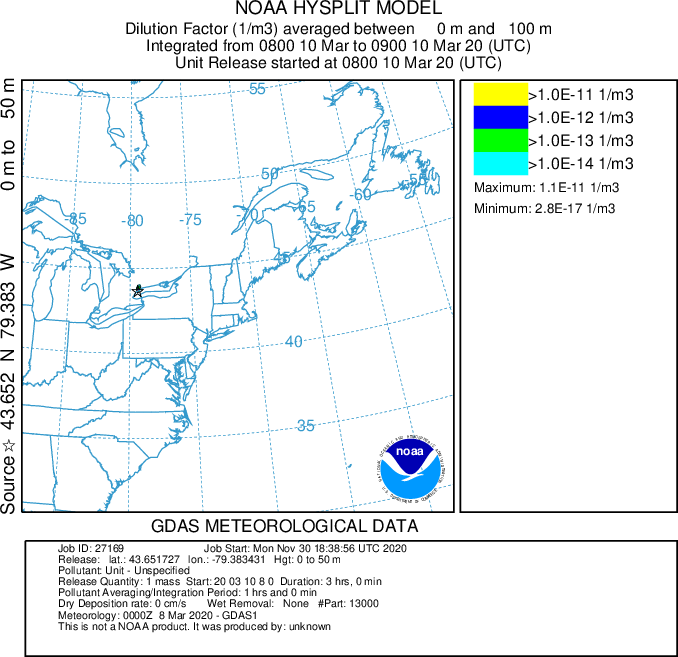 NOAA HYSPLIT MODEL
Dilution Factor (1/m3) averaged between 0 m and 100 m
Integrated from 0800 10 Mar to 0900 10 Mar 20 (UTC)
Unit Release started at 0800 10 Mar 20 (UTC)
Source ☆ 43.652 N 79.383 W 0 m to 50 m
55
50
-55
-60
-65
-85
-80
-75
45
40
35
noaa
>1.0E-11 1/m3
>1.0E-12 1/m3
>1.0E-13 1/m3
>1.0E-14 1/m3
Maximum: 1.1E-11 1/m3
Minimum: 2.8E-17 1/m3
GDAS METEOROLOGICAL DATA
Job ID: 27169 Job Start: Mon Nov 30 18:38:56 UTC 2020
Release: lat.: 43.651727 lon.: -79.383431 Hgt: 0 to 50 m
Pollutant: Unit - Unspecified
Release Quantity: 1 mass Start: 20 03 10 8 0 Duration: 3 hrs, 0 min
Pollutant Averaging/Integration Period: 1 hrs and 0 min
Dry Deposition rate: 0 cm/s Wet Removal: None #Part: 13000
Meteorology: 0000Z 8 Mar 2020 - GDAS1
This is not a NOAA product. It was produced by: unknown